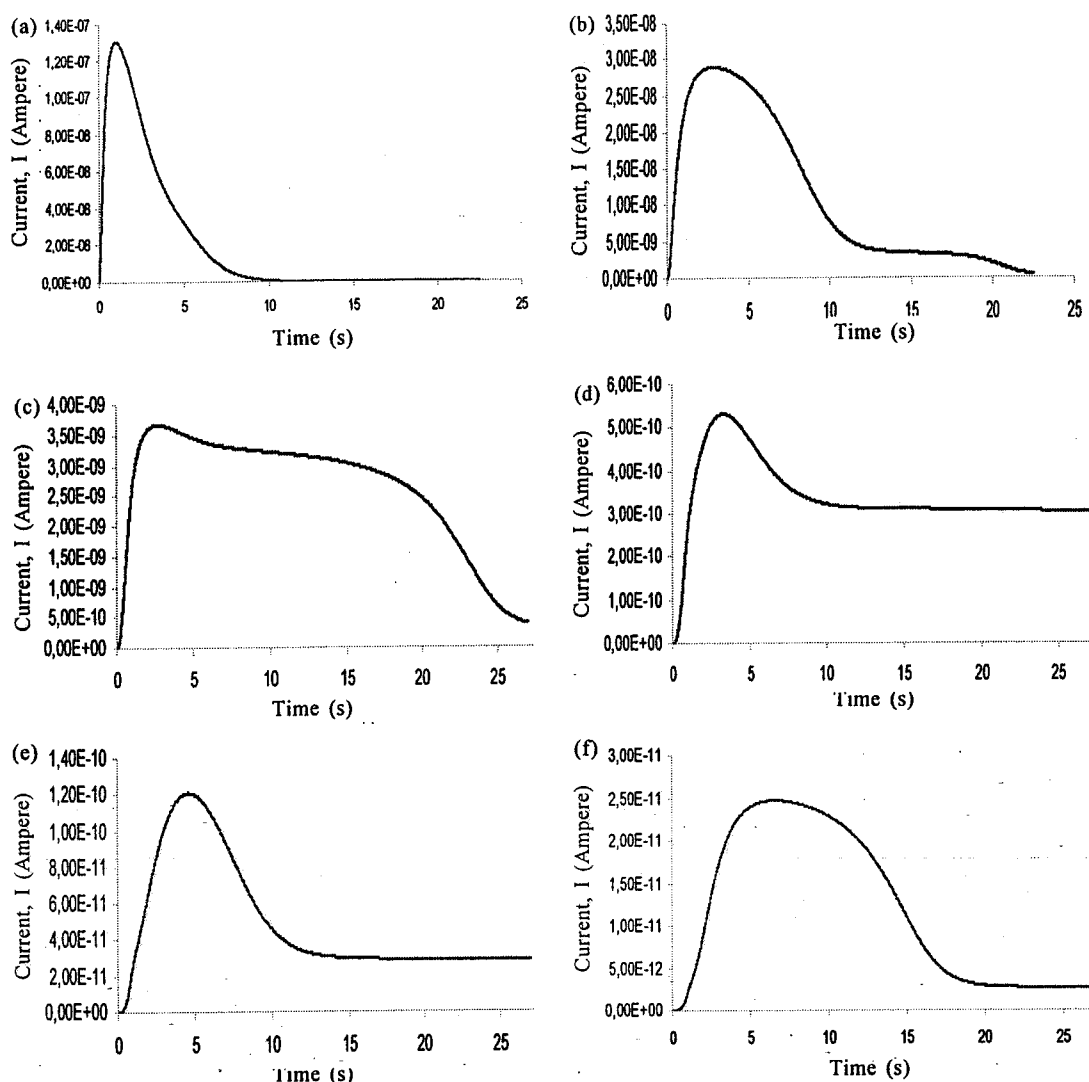 (a)
Current, I (Ampere)
1,40E-07
1,20E-07
1,00E-07
8,00E-08
6,00E-08
4,00E-08
2,00E-08
0,00E+00
0 5 10 15 20 25
Time (s)
(b)
Current, I (Ampere)
3,50E-08
3,00E-08
2,50E-08
2,00E-08
1,50E-08
1,00E-08
5,00E-09
0,00E+00
0 5 10 15 20 25
Time (s)
(c)
Current, I (Ampere)
4,00E-09
3,50E-09
3,00E-09
2,50E-09
2,00E-09
1,50E-09
1,00E-09
5,00E-10
0,00E+00
0 5 10 15 20 25
Time (s)
(d)
Current, I (Ampere)
6,00E-10
5,00E-10
4,00E-10
3,00E-10
2,00E-10
1,00E-10
0,00E+00
0 5 10 15 20 25
Time (s)
(e)
Current, I (Ampere)
1,40E-10
1,20E-10
1,00E-10
8,00E-11
6,00E-11
4,00E-11
2,00E-11
0,00E+00
0 5 10 15 20 25
Time (s)
(f)
Current, I (Ampere)
3,00E-11
2,50E-11
2,00E-11
1,50E-11
1,00E-11
5,00E-12
0,00E+00
0 5 10 15 20 25
Time (s)